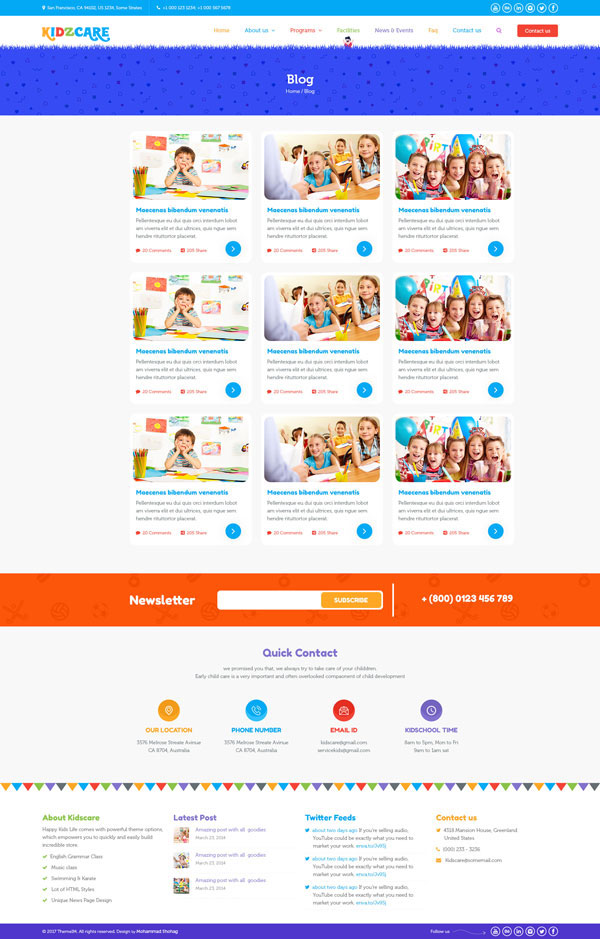 San Francisco, CA 94102, US 1234, Some States
+1 000 123 1234; +1 000 567 5678
KIDZCARE
Home About us Programs Facilities News & Events Faq Contact us Contact us
Blog
Home / Blog
Maecenas bibendum venenatis Maecenas bibendum venenatis Maecenas bibendum venenatis
Pellentesque eu dui quis orci interdum lobot Pellentesque eu dui quis orci interdum lobot Pellentesque eu dui quis orci interdum lobot
am viverra elit et dui ultrices, quis ngue sem am viverra elit et dui ultrices, quis ngue sem am viverra elit et dui ultrices, quis ngue sem
hendre ntuttortor placerat. hendre ntuttortor placerat. hendre ntuttortor placerat.
20 Comments 205 Share 20 Comments 205 Share 20 Comments 205 Share
Maecenas bibendum venenatis Maecenas bibendum venenatis Maecenas bibendum venenatis
Pellentesque eu dui quis orci interdum lobot Pellentesque eu dui quis orci interdum lobot Pellentesque eu dui quis orci interdum lobot
am viverra elit et dui ultrices, quis ngue sem am viverra elit et dui ultrices, quis ngue sem am viverra elit et dui ultrices, quis ngue sem
hendre ntuttortor placerat. hendre ntuttortor placerat. hendre ntuttortor placerat.
20 Comments 205 Share 20 Comments 205 Share 20 Comments 205 Share
Maecenas bibendum venenatis Maecenas bibendum venenatis Maecenas bibendum venenatis
Pellentesque eu dui quis orci interdum lobot Pellentesque eu dui quis orci interdum lobot Pellentesque eu dui quis orci interdum lobot
am viverra elit et dui ultrices, quis ngue sem am viverra elit et dui ultrices, quis ngue sem am viverra elit et dui ultrices, quis ngue sem
hendre ntuttortor placerat. hendre ntuttortor placerat. hendre ntuttortor placerat.
20 Comments 205 Share 20 Comments 205 Share 20 Comments 205 Share
Newsletter SUBSCRIBE + (800) 0123 456 789
Quick Contact
we promised you that, we always try to take care of your childdren.
Early child care is a very important and often overlooked compaonent of child development
OUR LOCATION PHONE NUMBER EMAIL ID KIDSCHOOL TIME
3576 Melrose Streate Avenue 3576 Melrose Streate Avenue kidscare@gmail.com, 8am to 5pm, Mon to Fri
CA 8704, Australia CA 8704, Australia servicekids@gmail.com 9am to 1am sat
About Kidscare
Happy Kids Life comes with powerful theme options,
which empowers you to quickly and easily build
incredible store.
English Grammar Class
Music class
Swimming & Karate
Lot of HTML Styles
Unique News Page Design
Latest Post
Amazing post with all goodies
March 23, 2014
Amazing post with all goodies
March 23, 2014
Amazing post with all goodies
March 23, 2014
Twitter Feeds
about two days ago If you're selling audio,
YouTube could be exactly what you need to
market your work.
about two days ago If you're selling audio,
YouTube could be exactly what you need to
market your work.
about two days ago If you're selling audio,
YouTube could be exactly what you need to
market your work.
Contact us
4318 Mansion House, Greenland
United States
(000) 233 - 3236
kidscare@somemail.com
© 2017 ThemeIM. All rights reserved. Design by Mohammad Shohag
Follow us